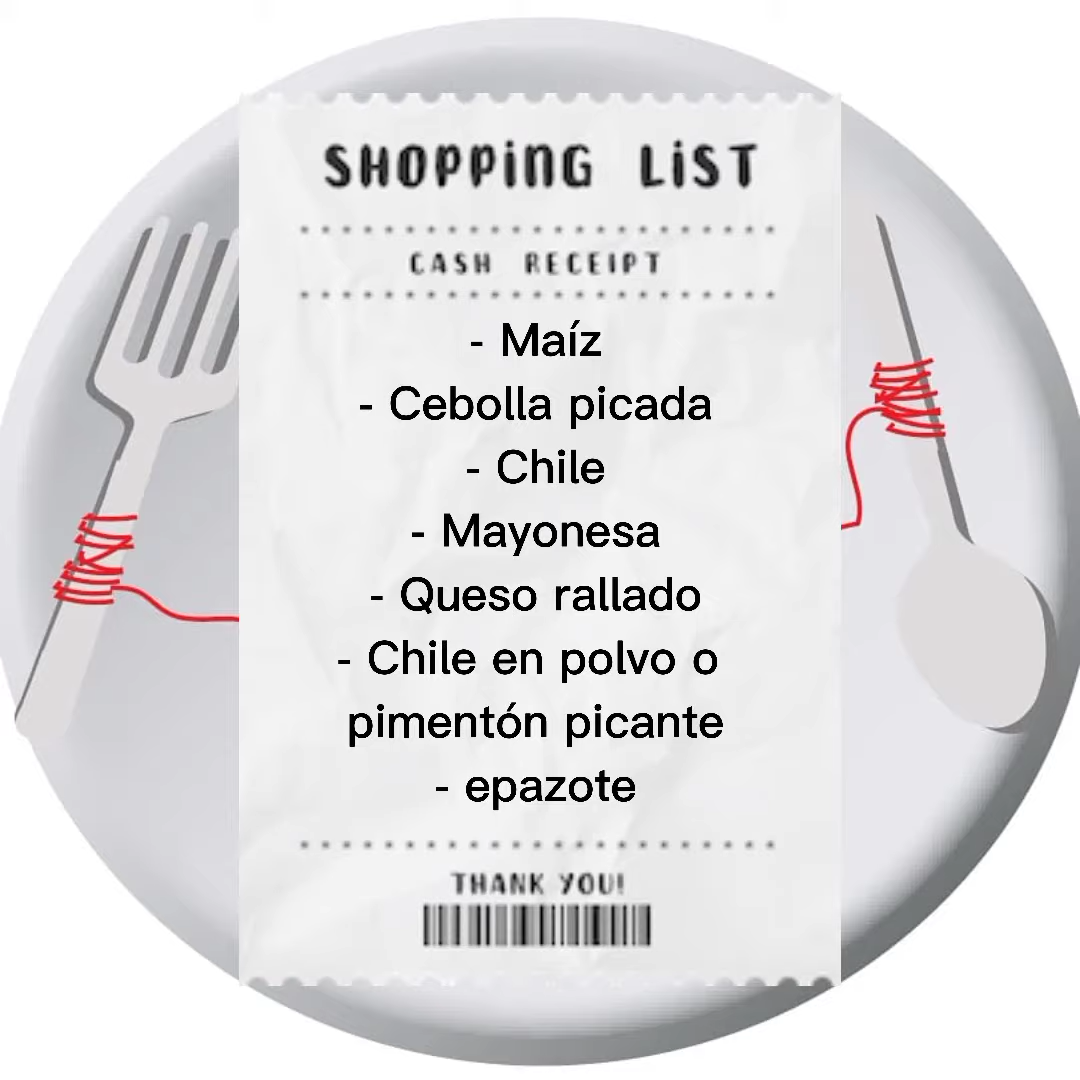 SHOPPiNG LiST
CASH RECEIPT
- Maíz
- Cebolla picada
- Chile
- Mayonesa
- Queso rallado
- Chile en polvo o
pimentón picante
- epazote
THANK YOU!